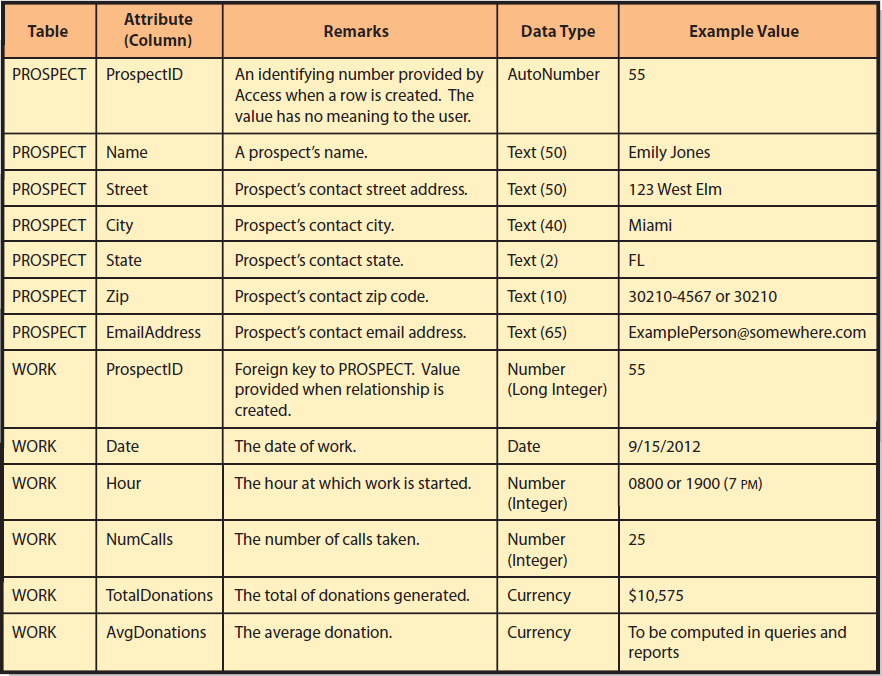 Table Attribute (Column) Remarks Data Type Example Value
PROSPECT ProspectID An identifying number provided by AutoNumber 55
Access when a row is created. The
value has no meaning to the user.
PROSPECT Name A prospect's name. Text (50) Emily Jones
PROSPECT Street Prospect's contact street address. Text (50) 123 West Elm
PROSPECT City Prospect's contact city. Text (40) Miami
PROSPECT State Prospect's contact state. Text (2) FL
PROSPECT Zip Prospect's contact zip code. Text (10) 30210-4567 or 30210
PROSPECT EmailAddress Prospect's contact email address. Text (65) ExamplePerson@somewhere.com
WORK ProspectID Foreign key to PROSPECT. Value Number 55
provided when relationship is (Long Integer)
created.
WORK Date The date of work. Date 9/15/2012
WORK Hour The hour at which work is started. Number 0800 or 1900 (7 PM)
(Integer)
WORK NumCalls The number of calls taken. Number 25
(Integer)
WORK TotalDonations The total of donations generated. Currency $10,575
WORK AvgDonations The average donation. Currency To be computed in queries and
reports